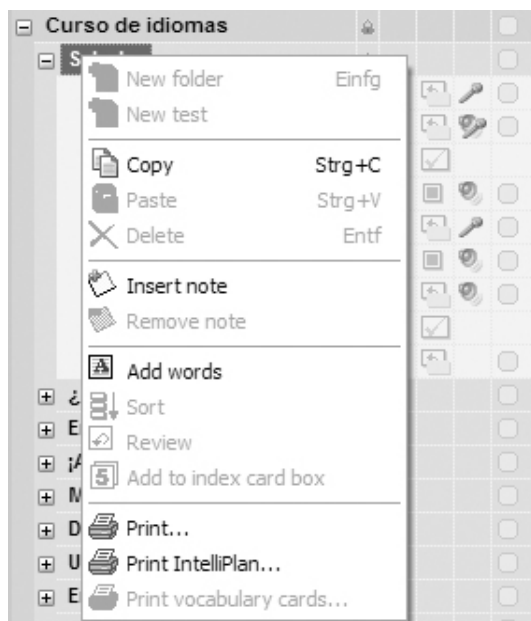 Curso de idiomas
New folder Einfg
New test
Copy Strg+C
Paste Strg+V
Delete Entf
Insert note
Remove note
Add words
Sort
Review
Add to index card box
Print...
Print IntelliPlan...
Print vocabulary cards...